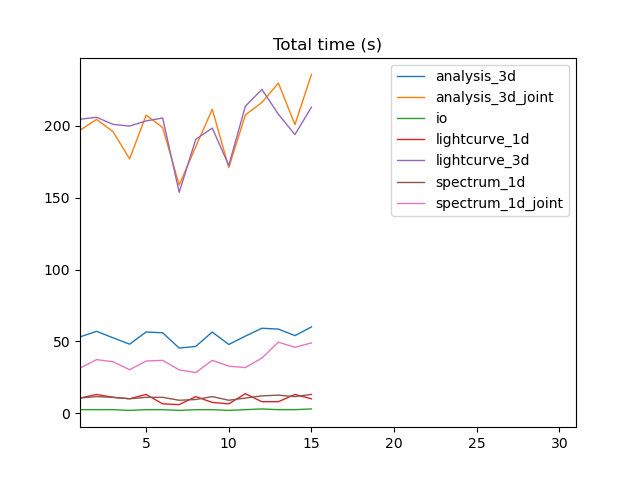 Total time (s)
analysis_3d
analysis_3d_joint
io
lightcurve_1d
lightcurve_3d
spectrum_1d
spectrum_1d_joint
200
150
100
50
0
5 10 15 20 25 30